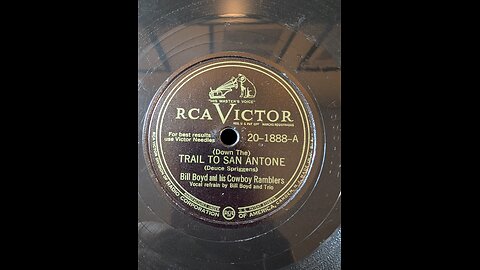 "HIS MASTER'S VOICE"
RCA VICTOR
For best results
use Victor Needles
20-1888-A
(Down The)
TRAIL TO SAN ANTONE
(Deuce Spriggens)
Bill Boyd and his Cowboy Ramblers
Vocal refrain by Bill Boyd and Trio
RCA